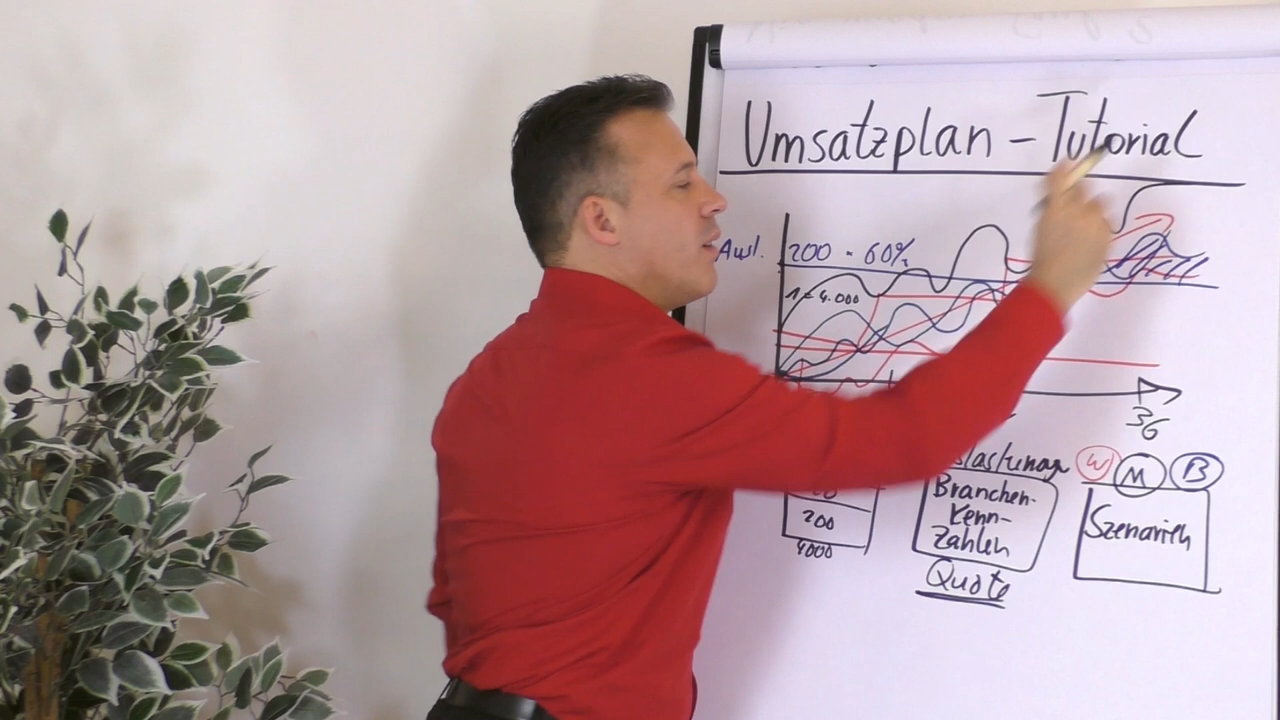 Umsatzplan - Tutorial
Ausl. 200 = 60%
1 = 4.000
36
W M B
200
4000
Branchen-
Kenn-
Zahlen
Quote
Szenarien